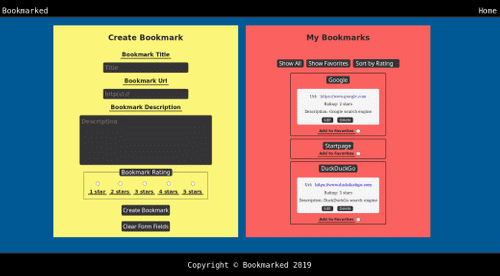 Bookmarked
Home
Create Bookmark
Bookmark Title
Title
Bookmark Url
http(s)://
Bookmark Description
Description
Bookmark Rating
1 star
2 stars
3 stars
4 stars
5 stars
Create Bookmark
Clear Form Fields
My Bookmarks
Show All
Show Favorites
Sort by Rating
Google
Url: https://www.google.com
Rating: 2 stars
Description: Google search engine
Edit
Delete
Add to Favorites
Startpage
Add to Favorites
DuckDuckGo
Url: https://www.duckduckgo.com
Rating: 3 stars
Description: DuckDuckGo search engine
Edit
Delete
Add to Favorites
Copyright © Bookmarked 2019